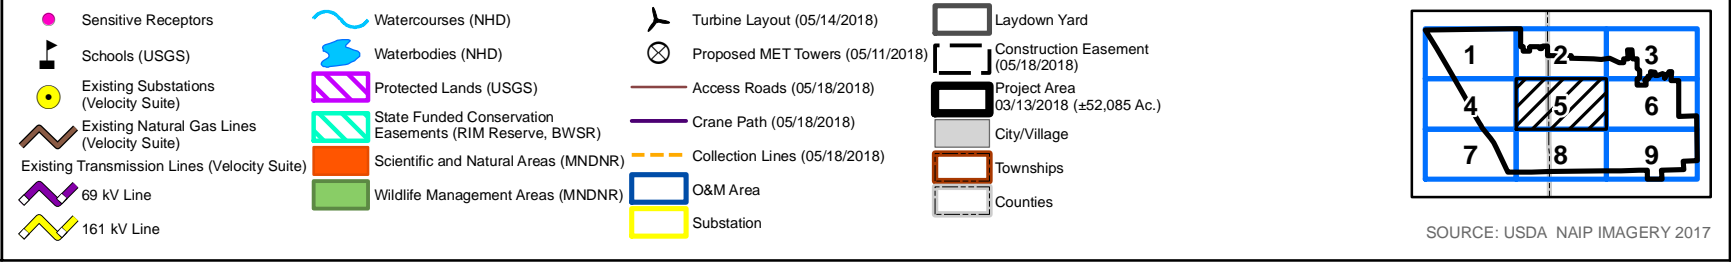 Sensitive Receptors
Schools (USGS)
Existing Substations
(Velocity Suite)
Existing Natural Gas Lines
(Velocity Suite)
Existing Transmission Lines (Velocity Suite)
69 kV Line
161 kV Line
Watercourses (NHD)
Waterbodies (NHD)
Protected Lands (USGS)
State Funded Conservation
Easements (RIM Reserve, BWSR)
Scientific and Natural Areas (MNDNR)
Wildlife Management Areas (MNDNR)
Turbine Layout (05/14/2018)
Proposed MET Towers (05/11/2018)
Access Roads (05/18/2018)
Crane Path (05/18/2018)
Collection Lines (05/18/2018)
O&M Area
Substation
Laydown Yard
Construction Easement
(05/18/2018)
Project Area
03/13/2018 (±52,085 Ac.)
City/Village
Townships
Counties
1 2 3
4 5 6
7 8 9
SOURCE: USDA NAIP IMAGERY 2017